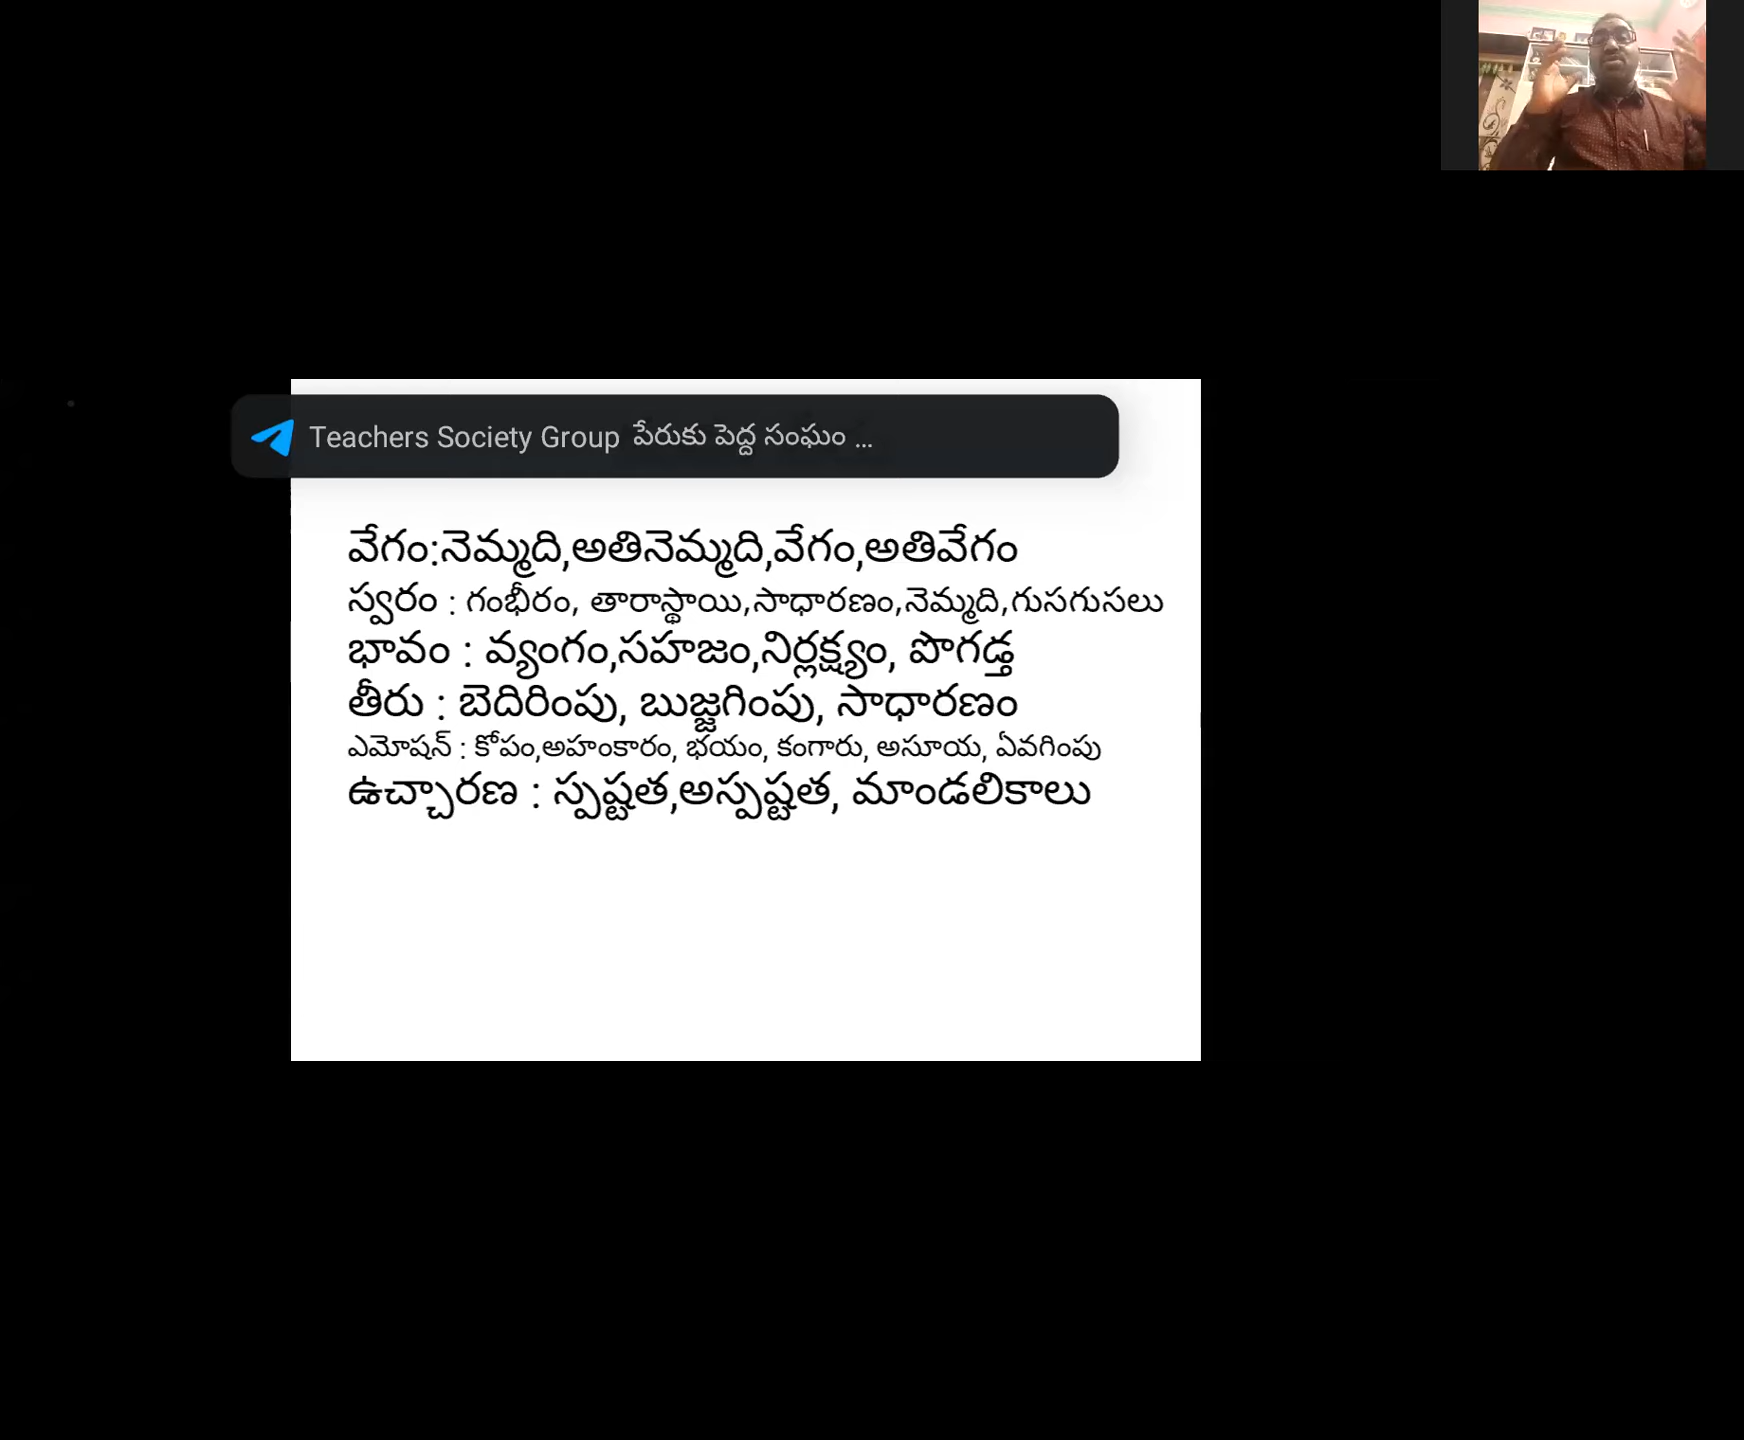 Teachers Society Group పేరుకు పెద్ద సంఘం ...
వేగం:నెమ్మది,అతినెమ్మది,వేగం,అతివేగం
స్వరం : గంభీరం, తారాస్థాయి,సాధారణం,నెమ్మది,గుసగుసలు
భావం : వ్యంగం,సహజం,నిర్లక్ష్యం, పొగడ్త
తీరు : బెదిరింపు, బుజ్జగింపు, సాధారణం
ఎమోషన్ : కోపం,అహంకారం, భయం, కంగారు, అసూయ, ఏవగింపు
ఉచ్చారణ : స్పష్టత,అస్పష్టత, మాండలికాలు